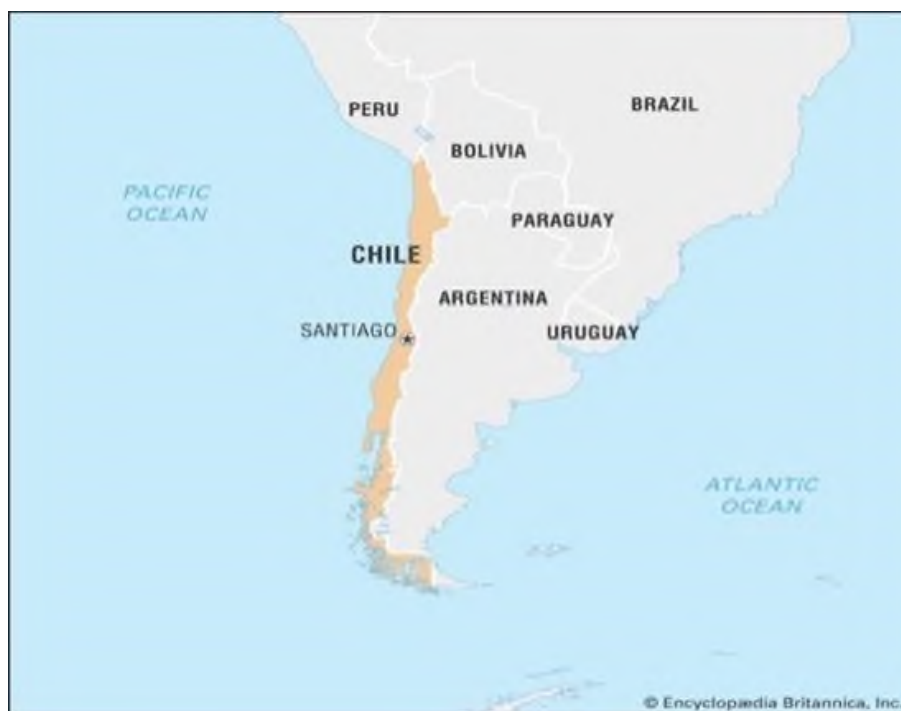 PERU
BRAZIL
BOLIVIA
PACIFIC
OCEAN
PARAGUAY
CHILE
ARGENTINA
SANTIAGO
URUGUAY
ATLANTIC
OCEAN
© Encyclopædia Britannica, Inc.